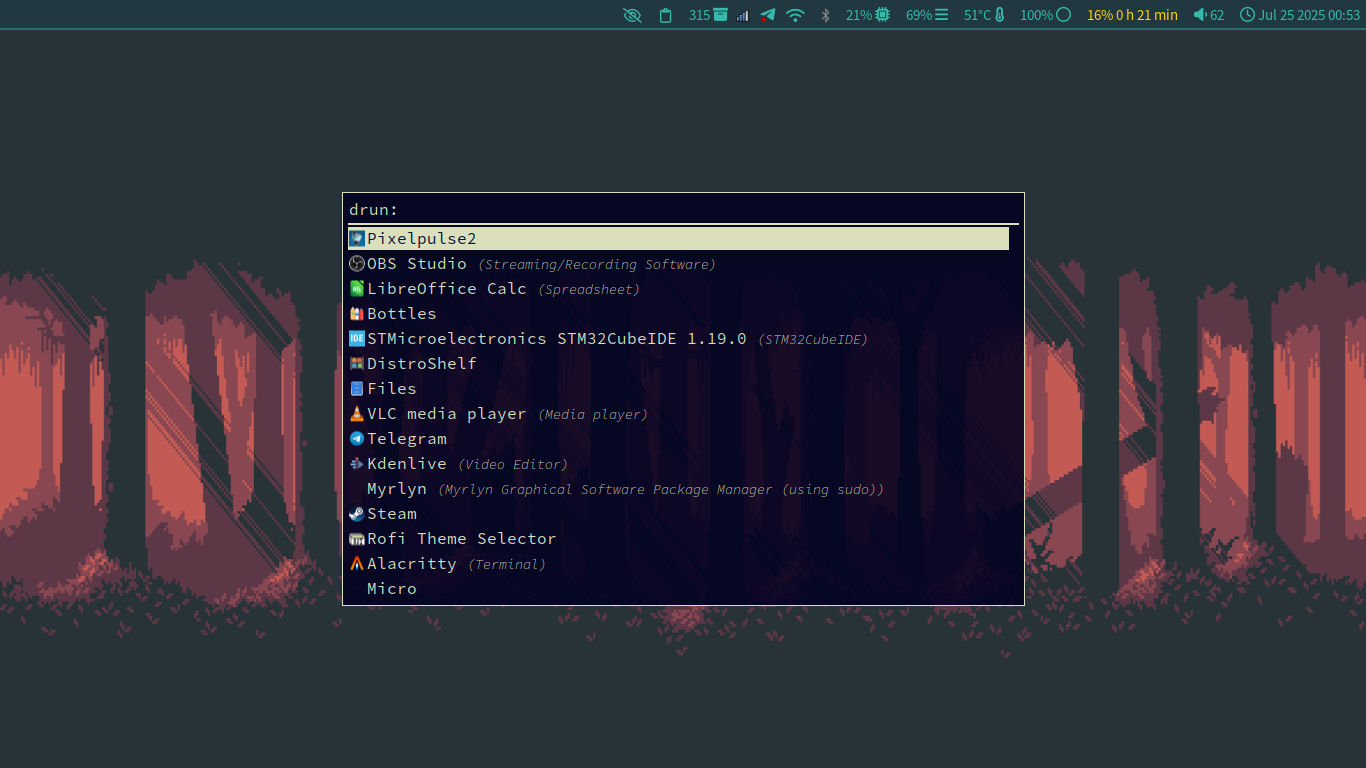 315 21% 69% 51°C 100% 16% 0 h 21 min 62 Jul 25 2025 00:53
drun:
Pixelpulse2
OBS Studio (Streaming/Recording Software)
LibreOffice Calc (Spreadsheet)
Bottles
IDE STMicroelectronics STM32CubeIDE 1.19.0 (STM32CubeIDE)
DistroShelf
Files
VLC media player (Media player)
Telegram
Kdenlive (Video Editor)
Myrlyn (Myrlyn Graphical Software Package Manager (using sudo))
Steam
Rofi Theme Selector
Alacritty (Terminal)
Micro